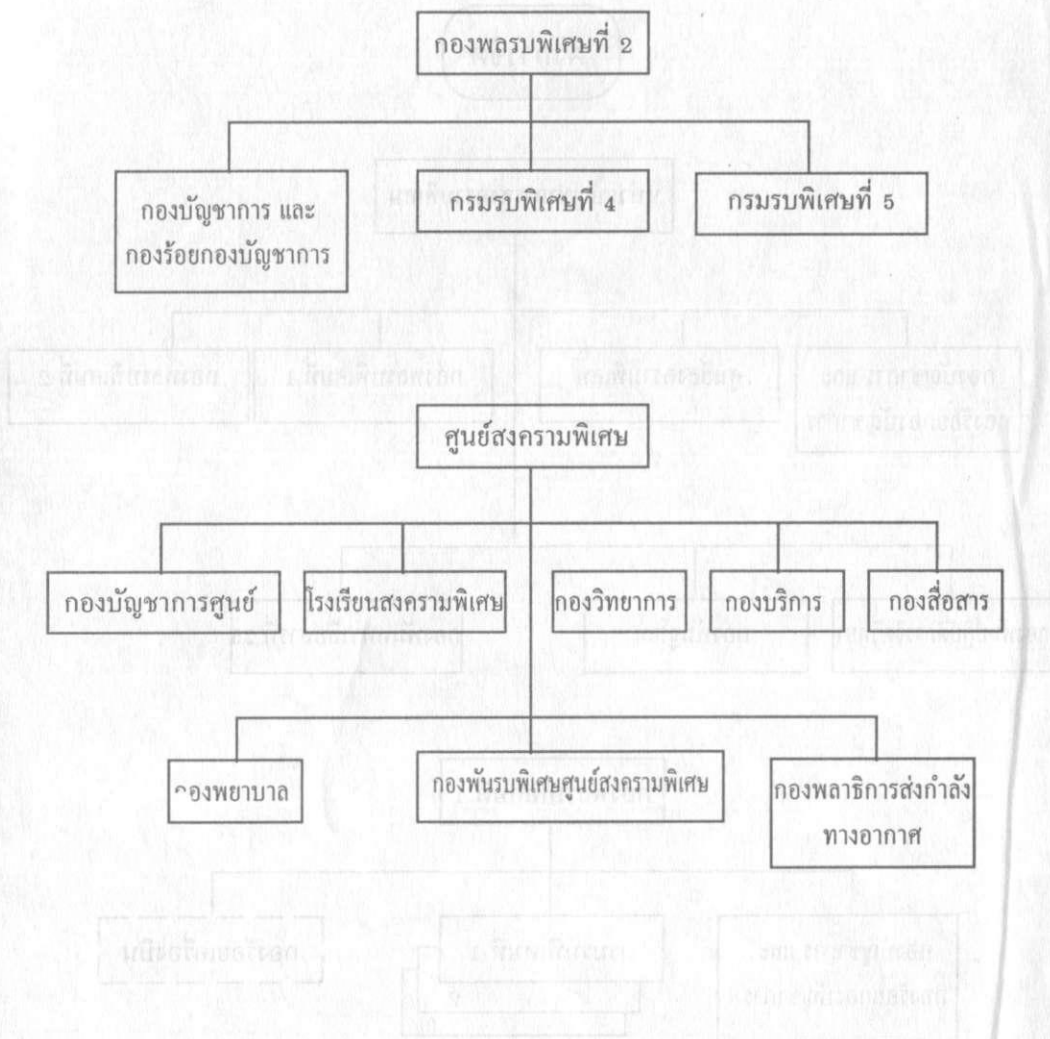 กองพลรบพิเศษที่ 2
กองบัญชาการ และ
กองร้อยกองบัญชาการ
กรมรบพิเศษที่ 4
กรมรบพิเศษที่ 5
ศูนย์สงครามพิเศษ
กองบัญชาการศูนย์
โรงเรียนสงครามพิเศษ
กองวิทยาการ
กองบริการ
กองสื่อสาร
กองพยาบาล
กองพันรบพิเศษศูนย์สงครามพิเศษ
กองพลาธิการส่งกำลัง
ทางอากาศ